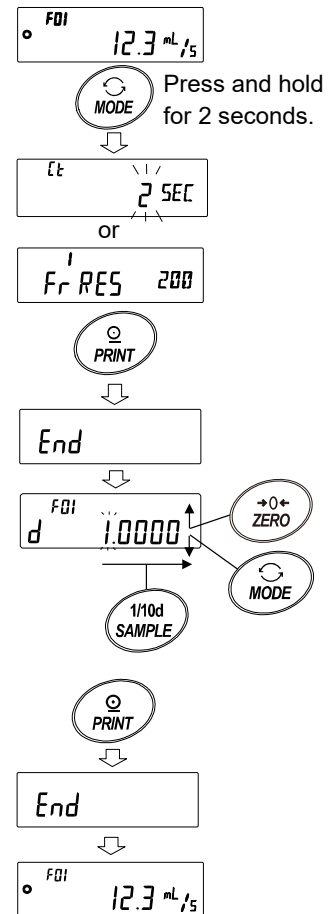 F01
12.3 mL/s
MODE
Press and hold
for 2 seconds.
Ct
2 SEC
or
1
Fr RES 200
PRINT
End
F01
d 1.0000
→0←
ZERO
MODE
1/10d
SAMPLE
PRINT
End
F01
12.3 mL/s